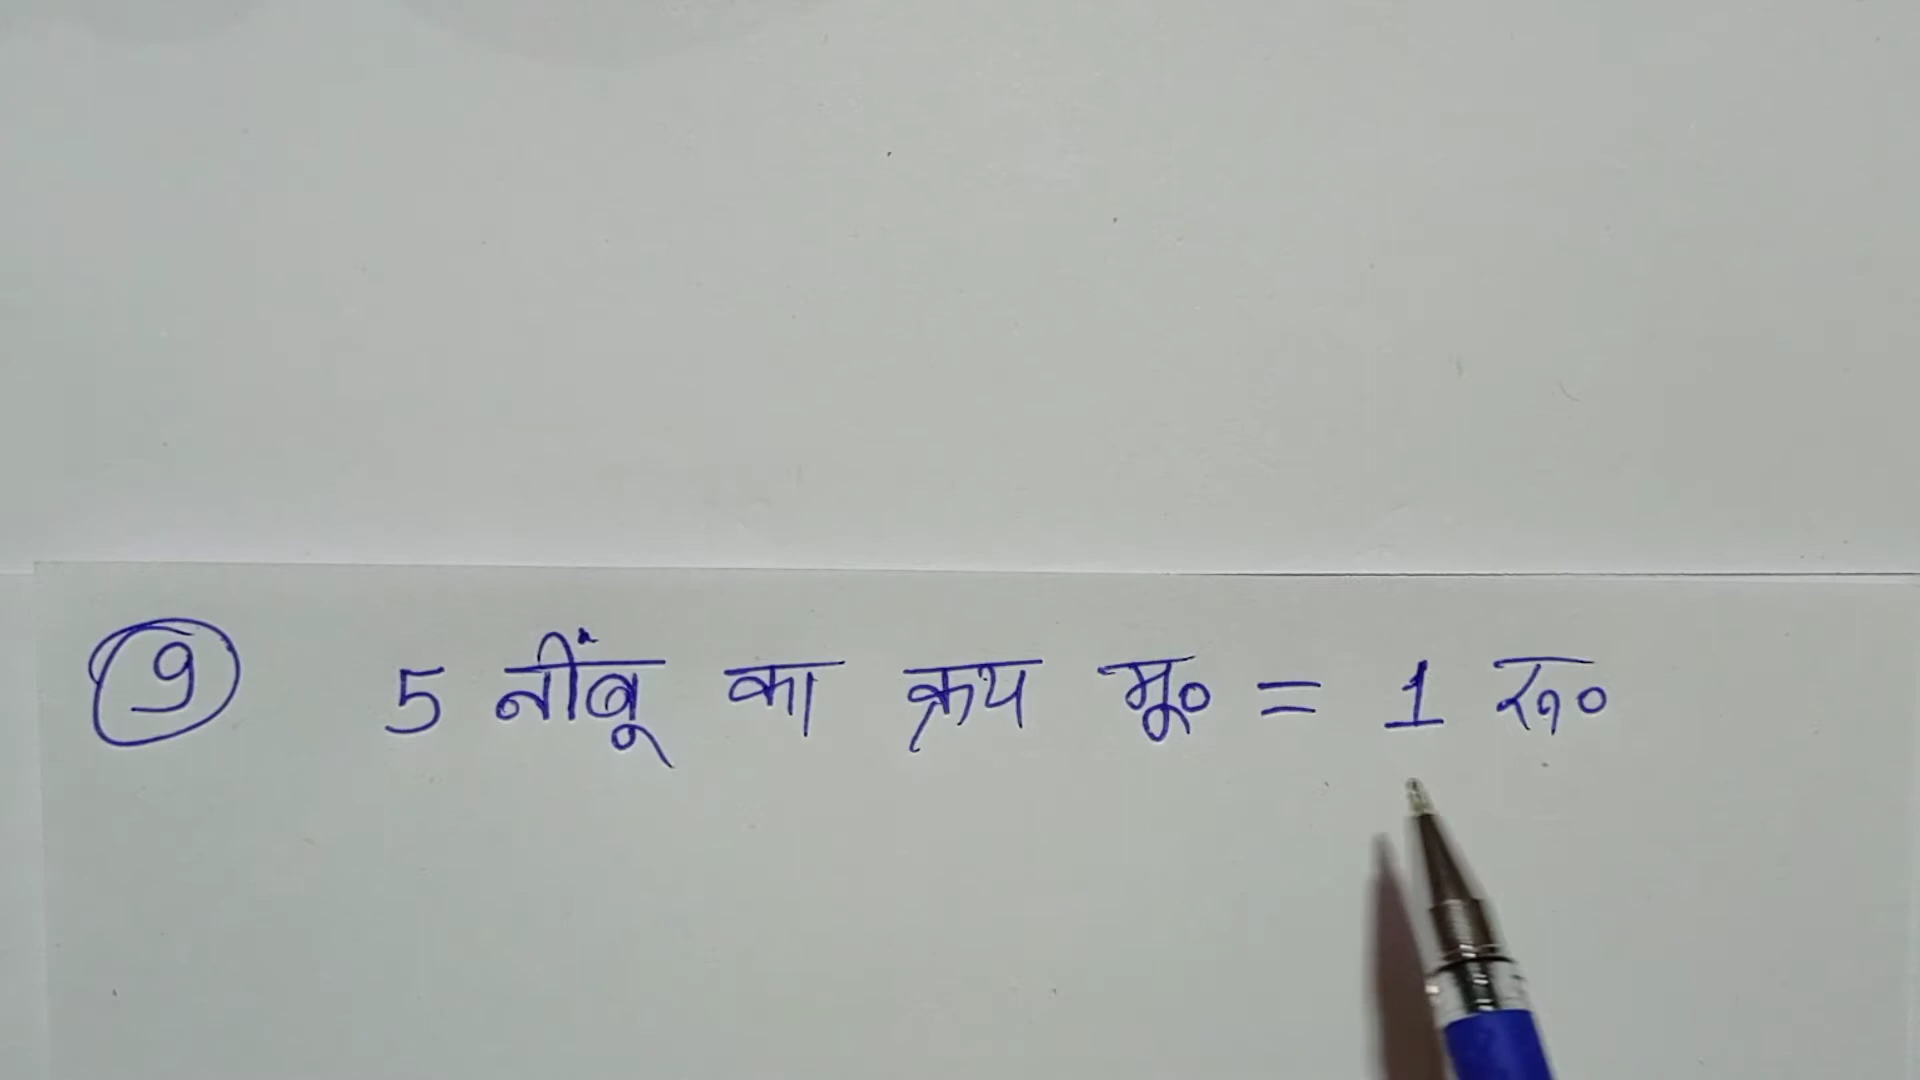 9 5 नींबू का क्रय मू० = 1 रु०